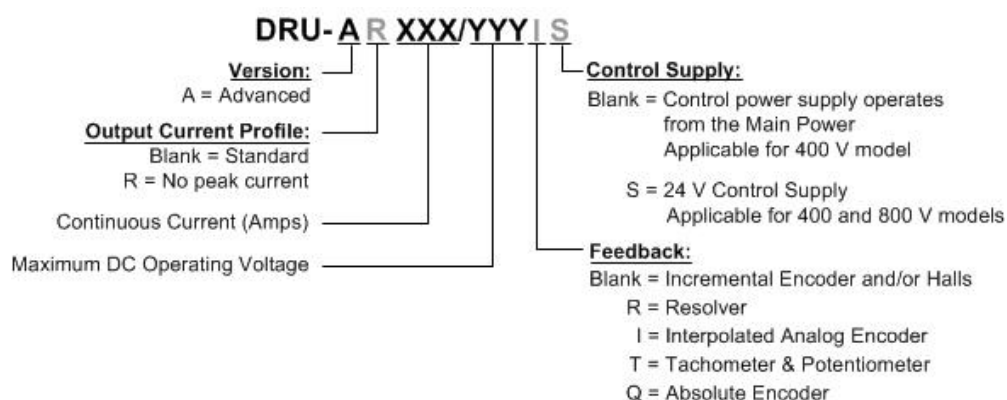 DRU-AR XXX/YYYIS
Version:
A = Advanced
Output Current Profile:
Blank = Standard
R = No peak current
Continuous Current (Amps)
Maximum DC Operating Voltage
Control Supply:
Blank = Control power supply operates
from the Main Power
Applicable for 400 V model
S = 24 V Control Supply
Applicable for 400 and 800 V models
Feedback:
Blank = Incremental Encoder and/or Halls
R = Resolver
I = Interpolated Analog Encoder
T = Tachometer & Potentiometer
Q = Absolute Encoder